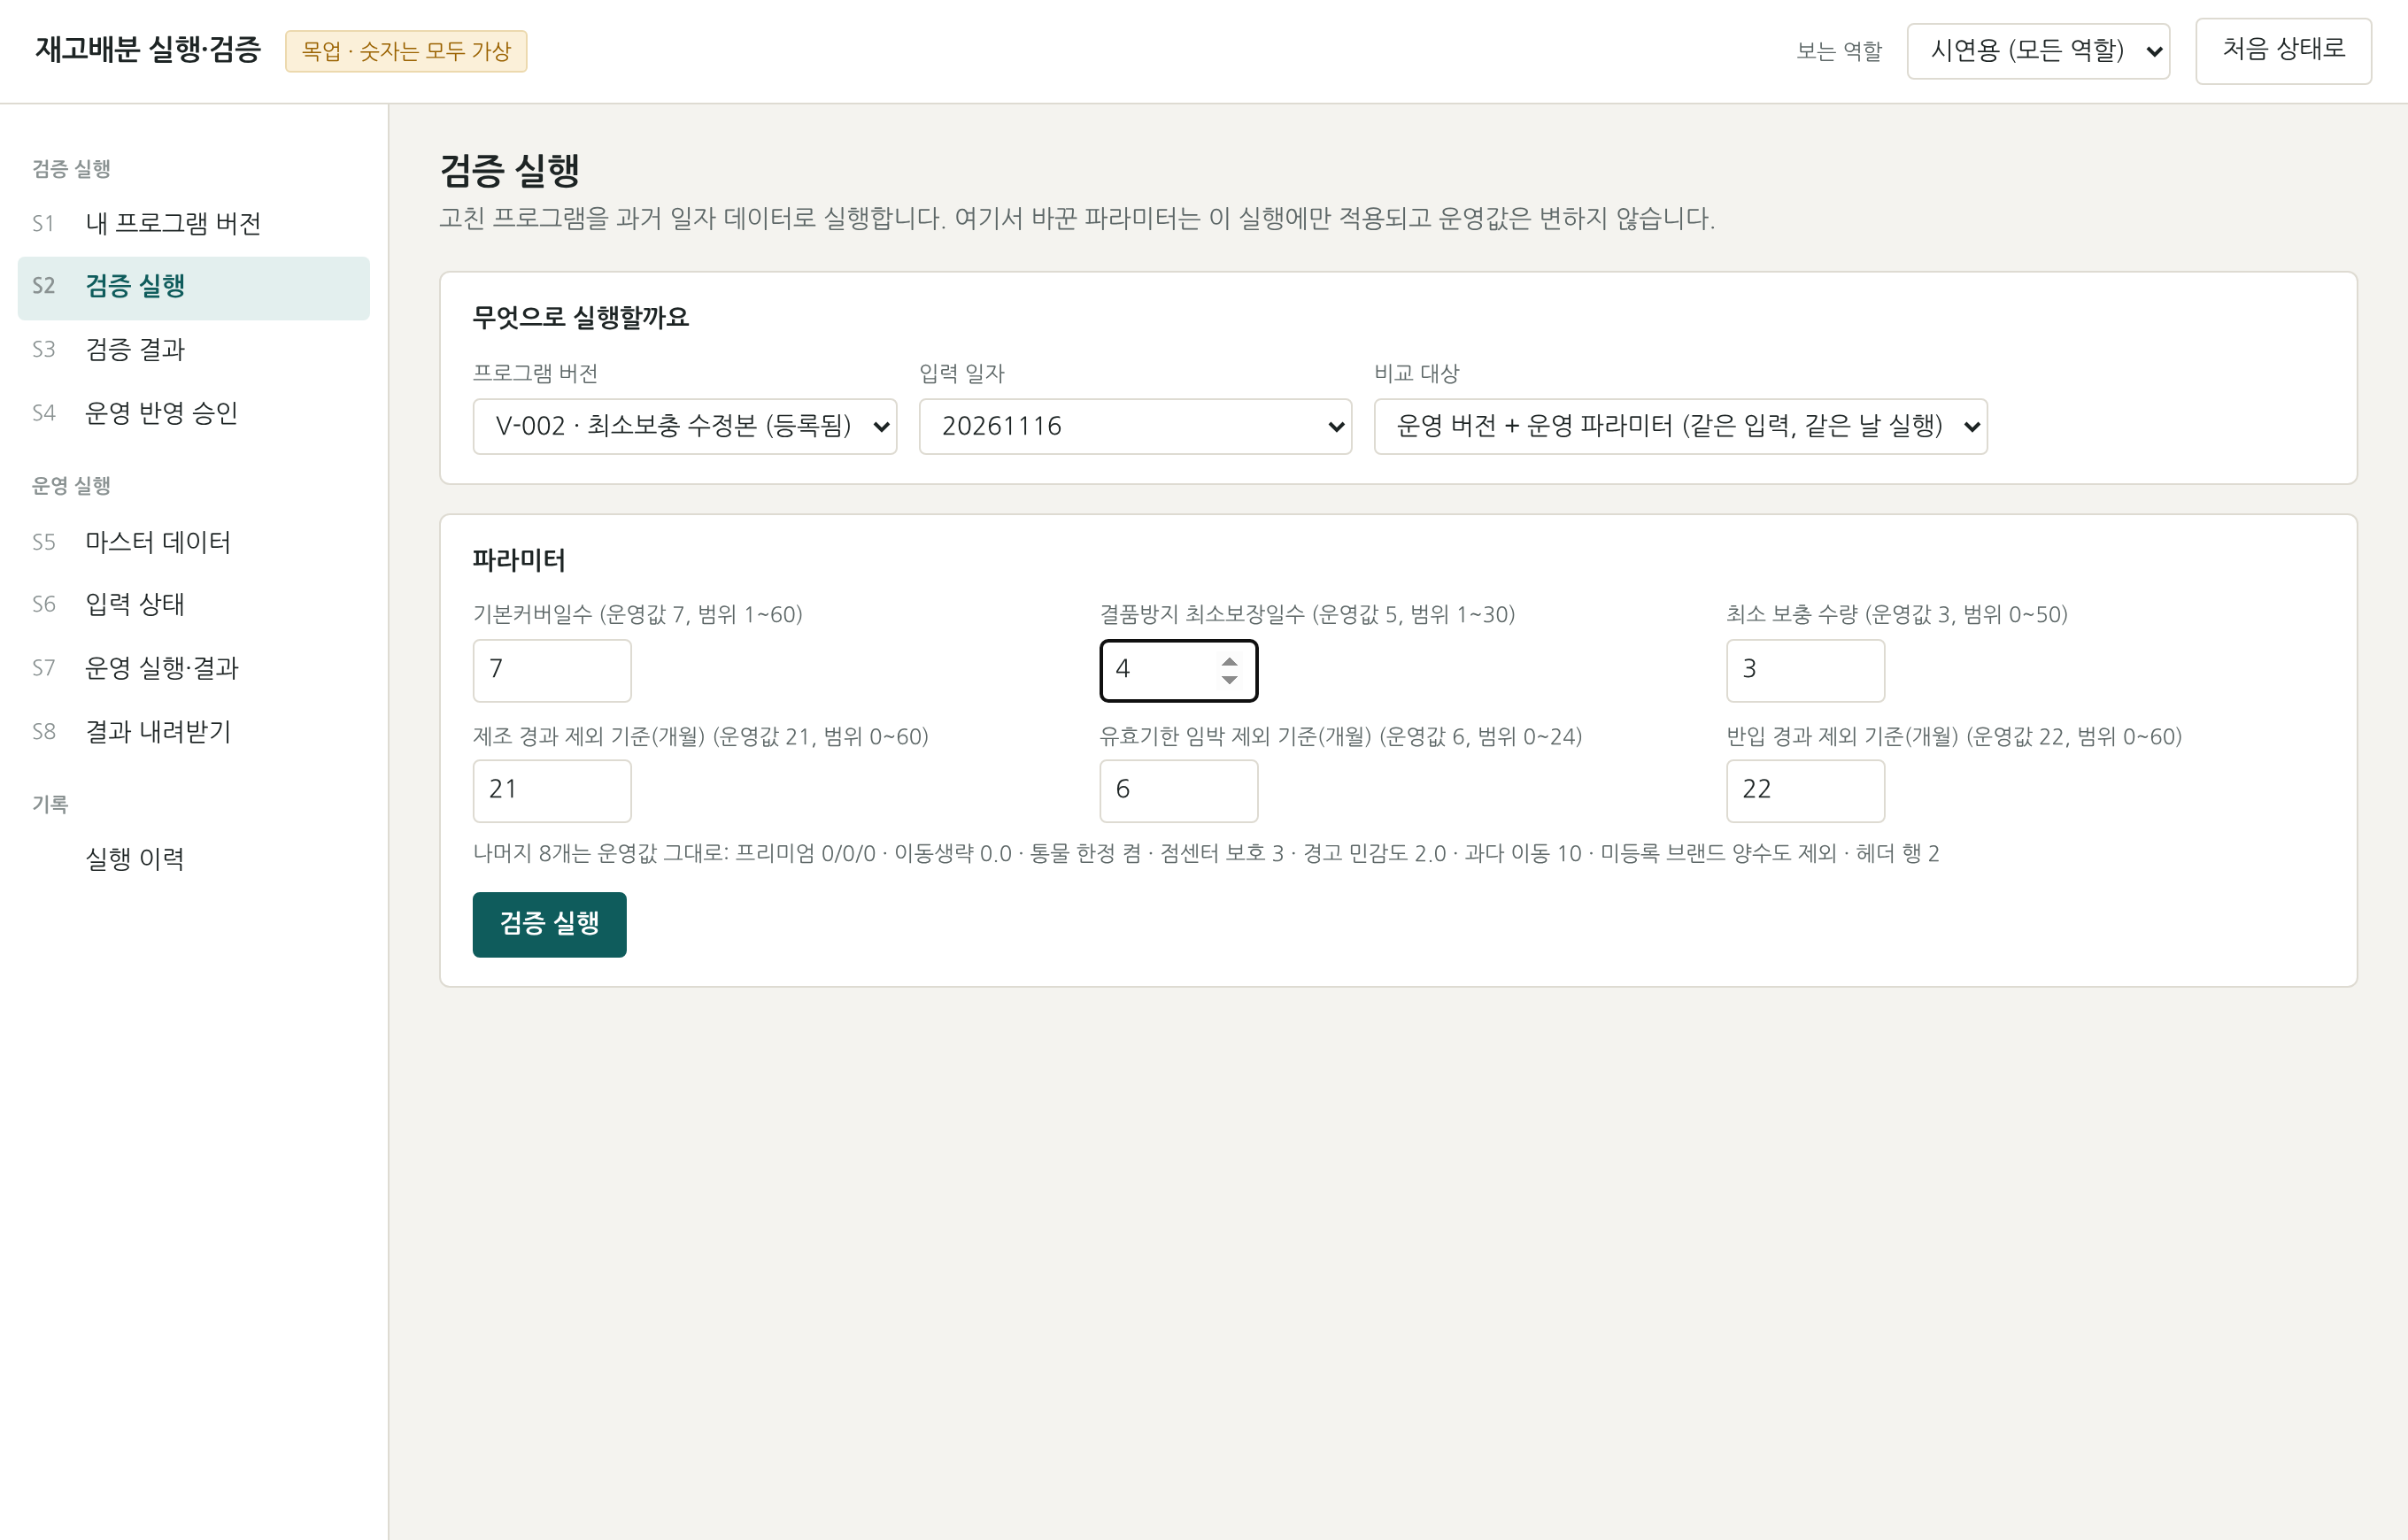 재고배분 실행·검증
목업 · 숫자는 모두 가상
보는 역할
시연용 (모든 역할)
처음 상태로
검증 실행
S1 내 프로그램 버전
S2 검증 실행
S3 검증 결과
S4 운영 반영 승인
운영 실행
S5 마스터 데이터
S6 입력 상태
S7 운영 실행·결과
S8 결과 내려받기
기록
실행 이력
검증 실행
고친 프로그램을 과거 일자 데이터로 실행합니다. 여기서 바꾼 파라미터는 이 실행에만 적용되고 운영값은 변하지 않습니다.
무엇으로 실행할까요
프로그램 버전 입력 일자 비교 대상
V-002 · 최소보충 수정본 (등록됨) 20261116 운영 버전 + 운영 파라미터 (같은 입력, 같은 날 실행)
파라미터
기본커버일수 (운영값 7, 범위 1~60) 결품방지 최소보장일수 (운영값 5, 범위 1~30) 최소 보충 수량 (운영값 3, 범위 0~50)
7 4 3
제조 경과 제외 기준(개월) (운영값 21, 범위 0~60) 유효기한 임박 제외 기준(개월) (운영값 6, 범위 0~24) 반입 경과 제외 기준(개월) (운영값 22, 범위 0~60)
21 6 22
나머지 8개는 운영값 그대로: 프리미엄 0/0/0 · 이동생략 0.0 · 통물 한정 켬 · 점센터 보호 3 · 경고 민감도 2.0 · 과다 이동 10 · 미등록 브랜드 양수도 제외 · 헤더 행 2
검증 실행